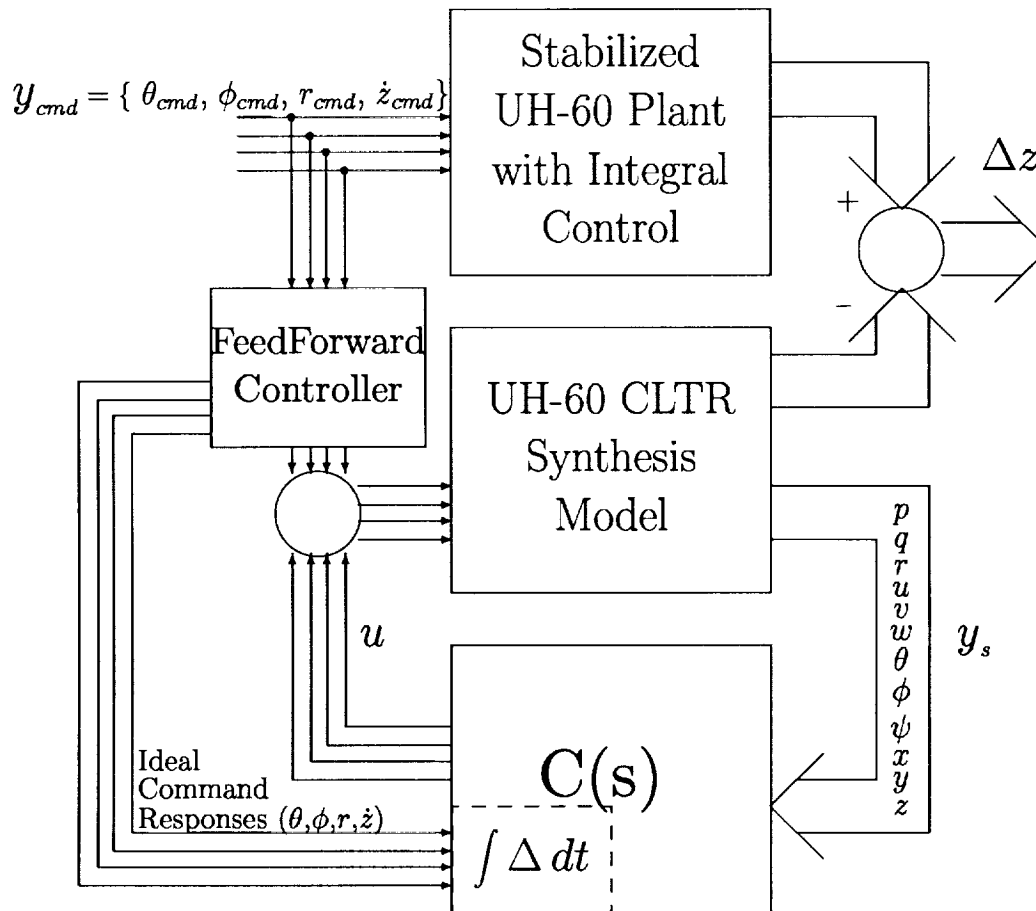 Stabilized
UH-60 Plant
with Integral
Control
y_cmd = { θ_cmd, ϕ_cmd, r_cmd, ż_cmd}
Δz
+
−
FeedForward
Controller
UH-60 CLTR
Synthesis
Model
p
q
r
u
v
w
θ
ϕ
ψ
x
y
z
y_s
u
C(s)
Ideal
Command
Responses (θ,ϕ,r,ż)
∫ Δ dt